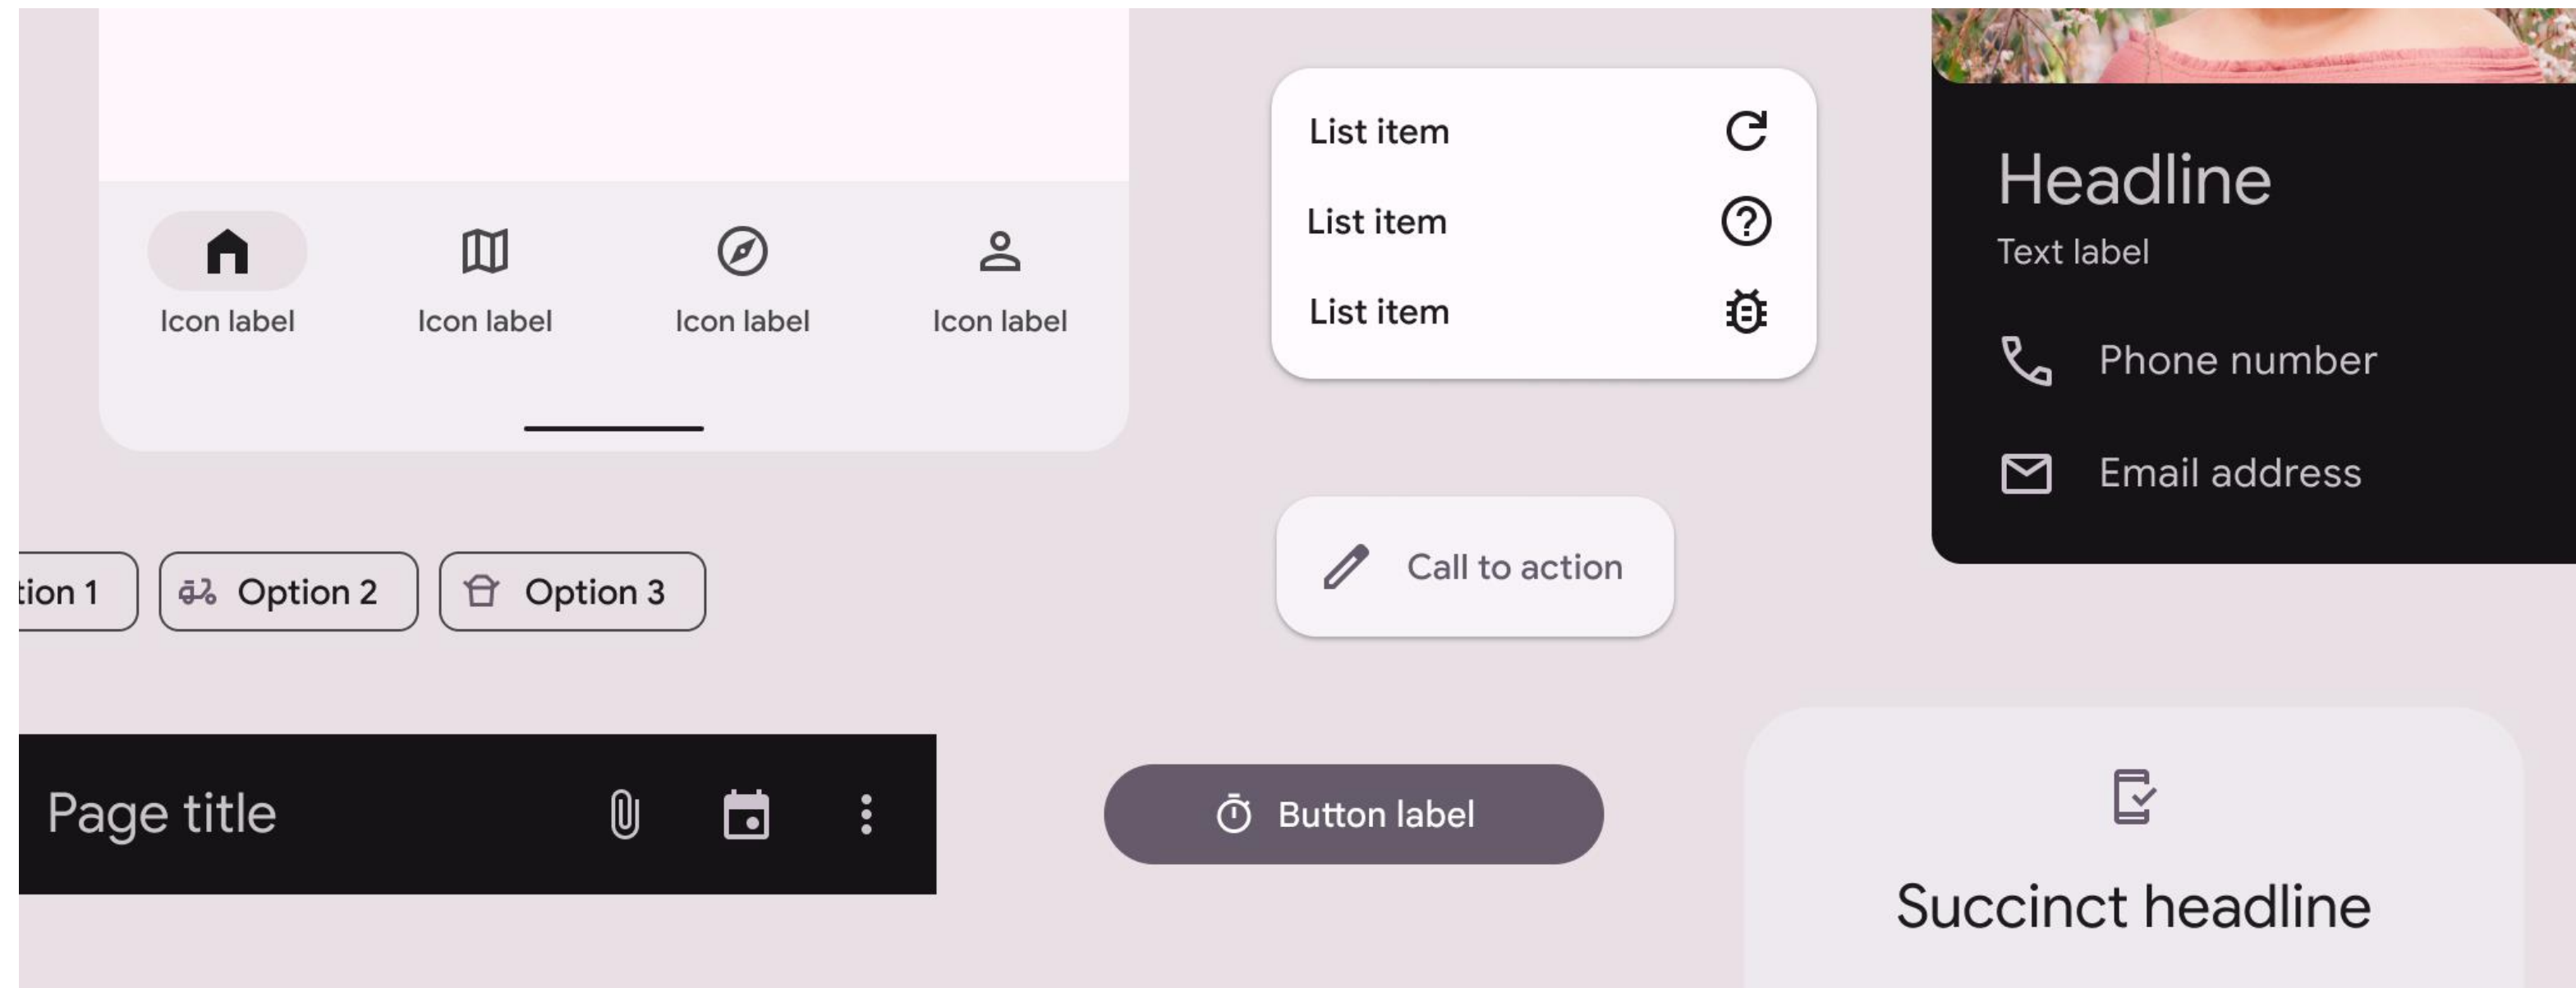 Icon label
Icon label
Icon label
Icon label
List item
List item
List item
Headline
Text label
Phone number
Email address
Call to action
tion 1
Option 2
Option 3
Page title
Button label
Succinct headline